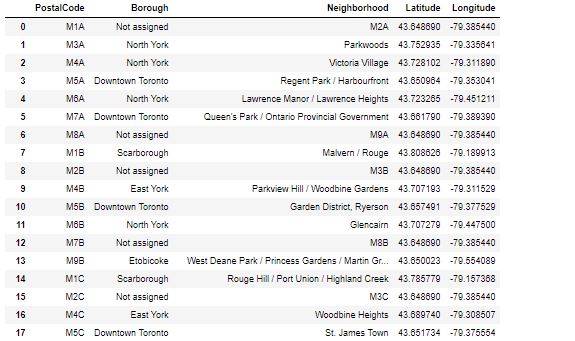 PostalCode Borough Neighborhood Latitude Longitude
0 M1A Not assigned M2A 43.648690 -79.385440
1 M3A North York Parkwoods 43.752935 -79.335641
2 M4A North York Victoria Village 43.728102 -79.311890
3 M5A Downtown Toronto Regent Park / Harbourfront 43.650964 -79.353041
4 M6A North York Lawrence Manor / Lawrence Heights 43.723265 -79.451211
5 M7A Downtown Toronto Queen's Park / Ontario Provincial Government 43.661790 -79.389390
6 M8A Not assigned M9A 43.648690 -79.385440
7 M1B Scarborough Malvern / Rouge 43.808626 -79.189913
8 M2B Not assigned M3B 43.648690 -79.385440
9 M4B East York Parkview Hill / Woodbine Gardens 43.707193 -79.311529
10 M5B Downtown Toronto Garden District, Ryerson 43.657491 -79.377529
11 M6B North York Glencairn 43.707279 -79.447500
12 M7B Not assigned M8B 43.648690 -79.385440
13 M9B Etobicoke West Deane Park / Princess Gardens / Martin Gr... 43.650023 -79.554089
14 M1C Scarborough Rouge Hill / Port Union / Highland Creek 43.785779 -79.157368
15 M2C Not assigned M3C 43.648690 -79.385440
16 M4C East York Woodbine Heights 43.689740 -79.308507
17 M5C Downtown Toronto St. James Town 43.651734 -79.375554